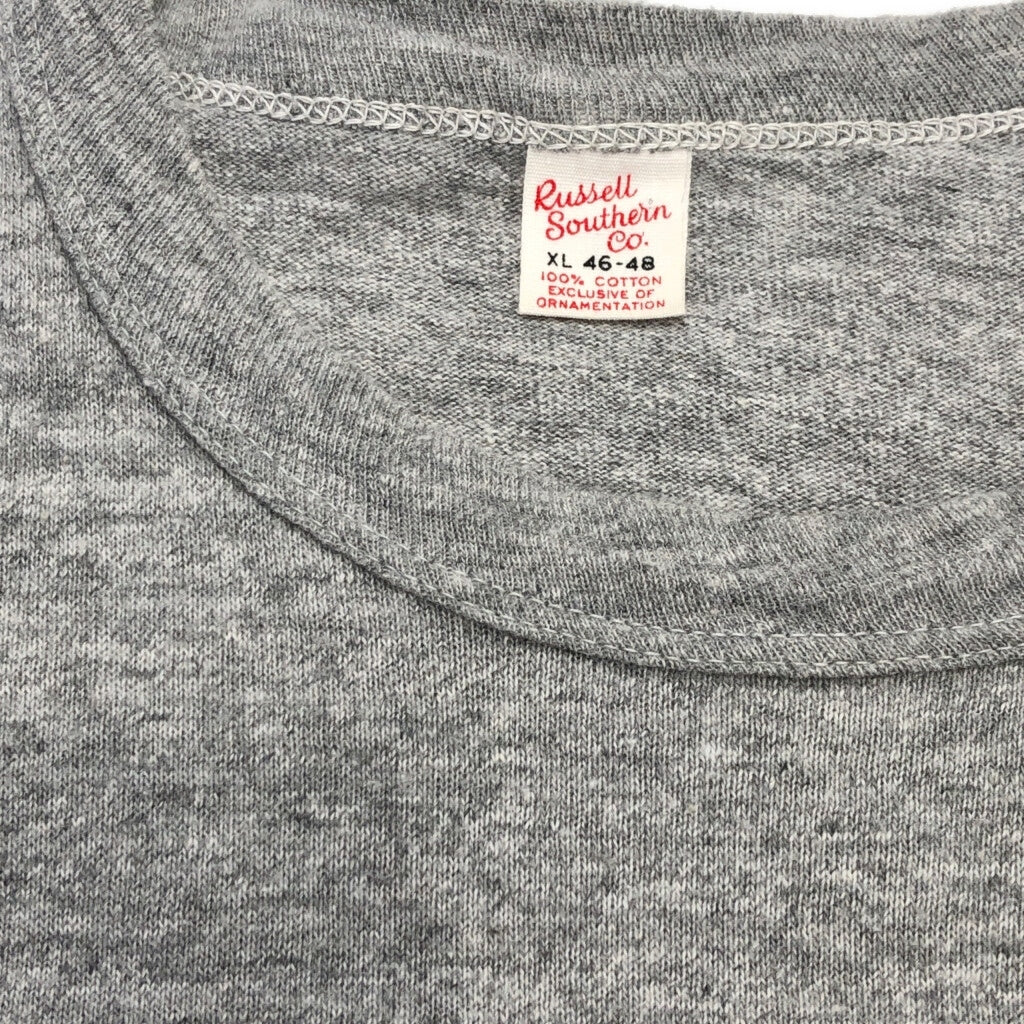 Russell
Southern
Co.
XL 46-48
100% COTTON
EXCLUSIVE OF
ORNAMENTATION